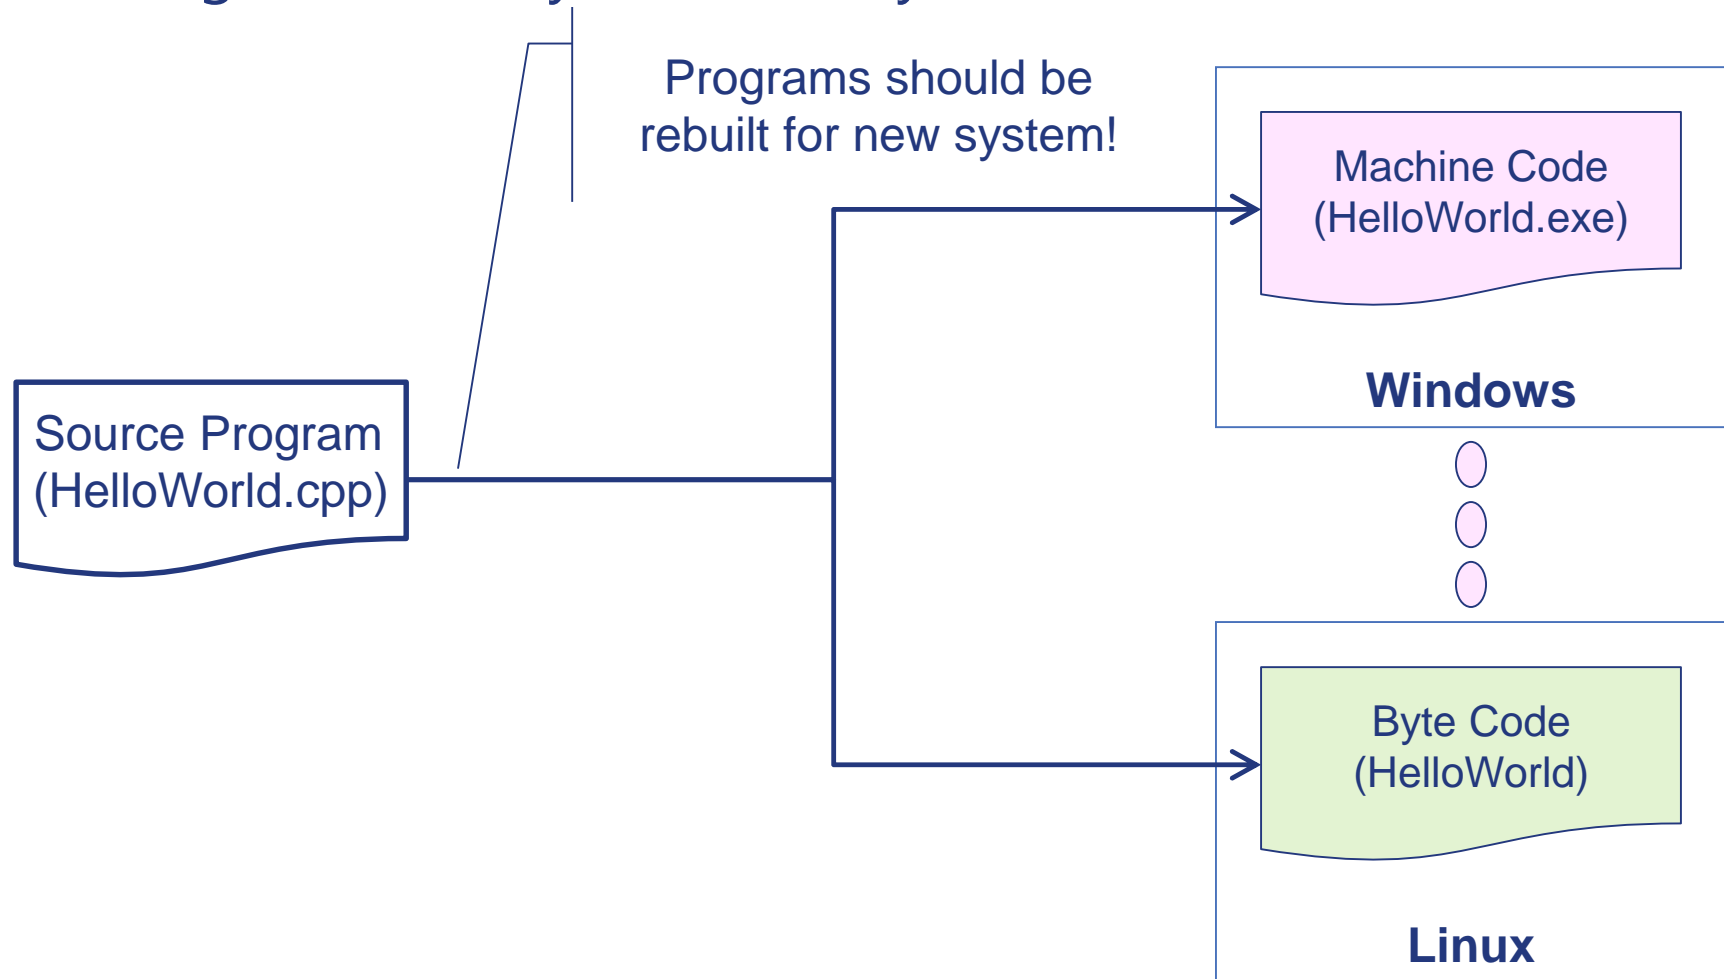 Programs should be
rebuilt for new system!
Machine Code
(HelloWorld.exe)
Windows
Source Program
(HelloWorld.cpp)
Byte Code
(HelloWorld)
Linux